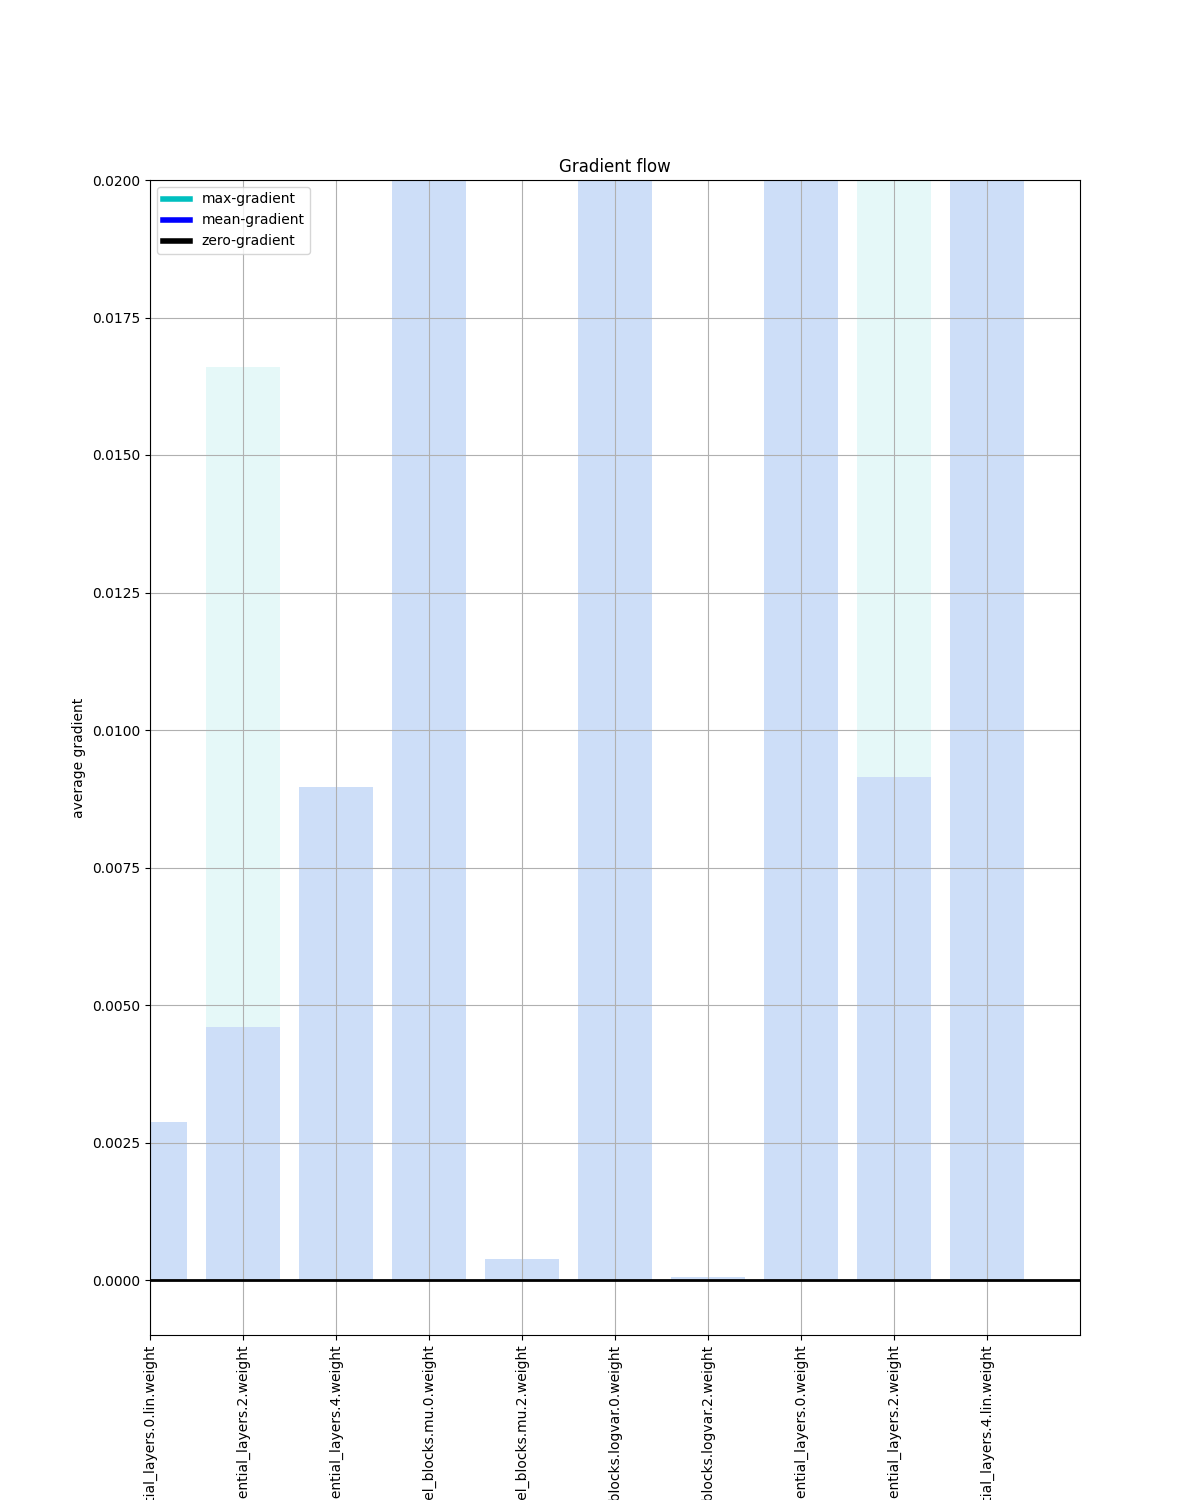 Gradient flow
max-gradient
mean-gradient
zero-gradient
0.0200
0.0175
0.0150
0.0125
0.0100
0.0075
0.0050
0.0025
0.0000
average gradient
tial_layers.0.lin.weight
ential_layers.2.weight
ential_layers.4.weight
el_blocks.mu.0.weight
el_blocks.mu.2.weight
blocks.logvar.0.weight
blocks.logvar.2.weight
ential_layers.0.weight
ential_layers.2.weight
tial_layers.4.lin.weight